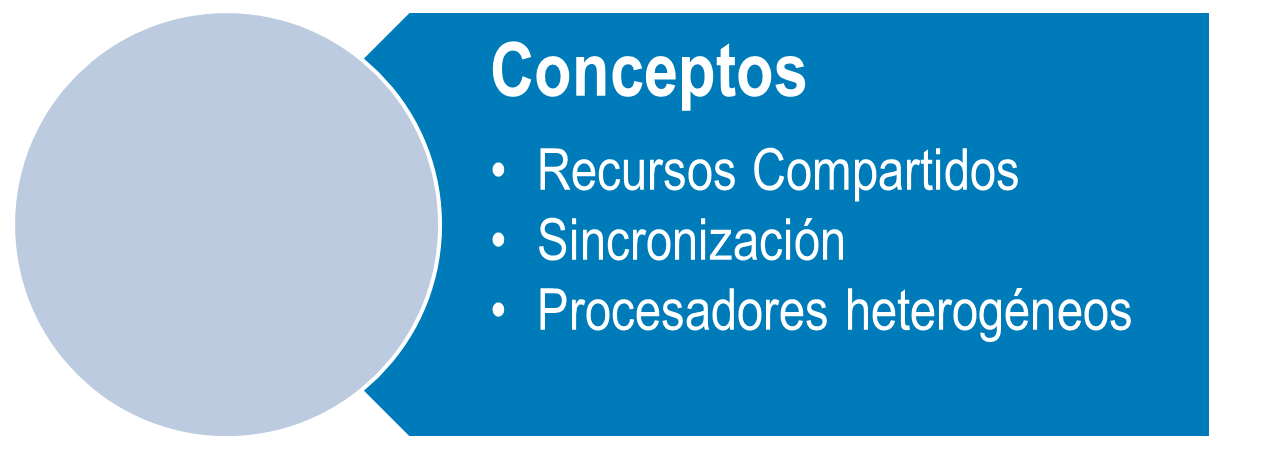 Conceptos
• Recursos Compartidos
• Sincronización
• Procesadores heterogéneos